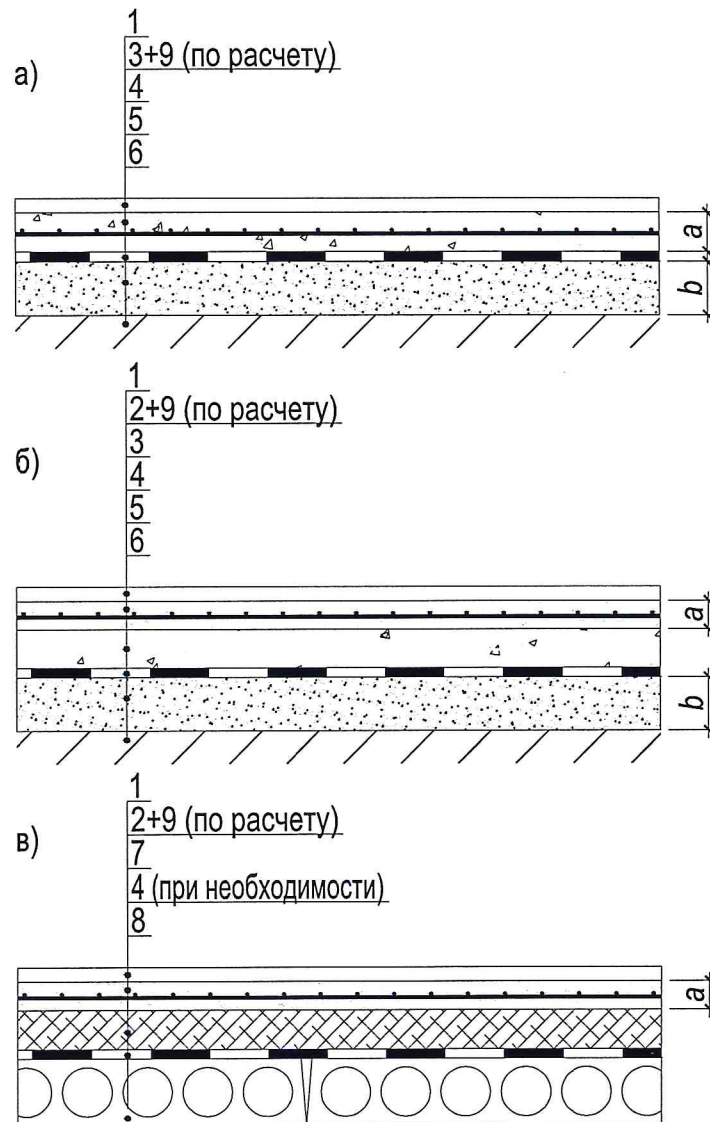 а)
1
3+9 (по расчету)
4
5
6
a
b
б)
1
2+9 (по расчету)
3
4
5
6
a
b
в)
1
2+9 (по расчету)
7
4 (при необходимости)
8
a